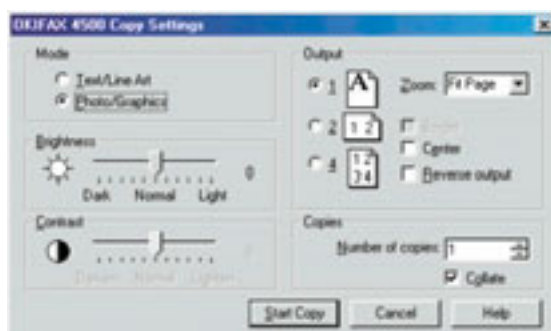 OKIFAX 4500 Copy Settings
Mode
Text/Line Art
Photo/Graphics
Brightness
0
Dark Normal Light
Contrast
Normal
Output
1 A Zoom: Fit Page
2 1 2
Center
4 1 2
3 4
Reverse output
Copies
Number of copies: 1
Collate
Start Copy Cancel Help